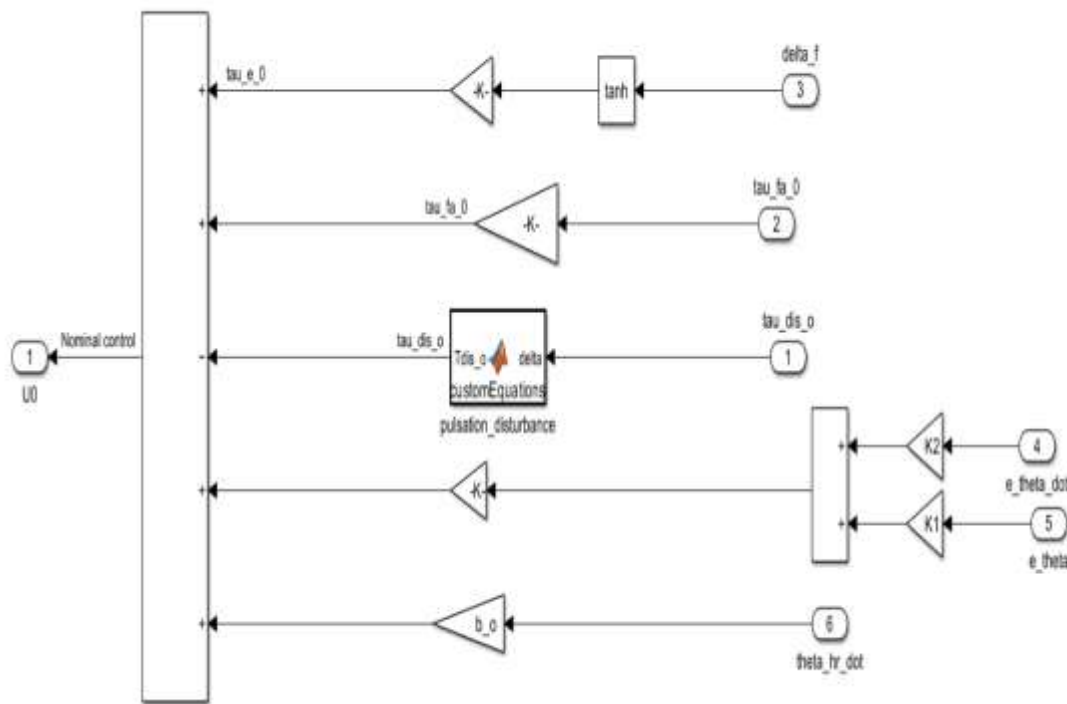 delta_f
3
tanh
-K-
tau_e_0
+
tau_fa_0
2
-K-
tau_fa_0
+
tau_dis_o
1
Tdis_o delta
customEquations
pulsation_disturbance
tau_dis_o
-
Nominal control
1
U0
K2
4
e_theta_dot
+
K1
5
e_theta
+
-K-
+
6
theta_hr_dot
b_o
+